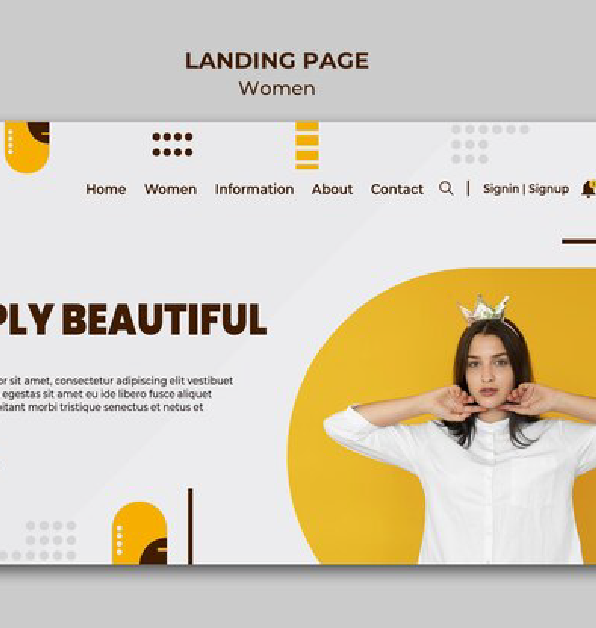 LANDING PAGE
Women
Home Women Information About Contact Signin | Signup
PLY BEAUTIFUL
or sit amet, consectetur adipiscing elit vestibuet
egestas sit amet eu ide libero fusce aliquet
bitant morbi tristique senectus et netus et